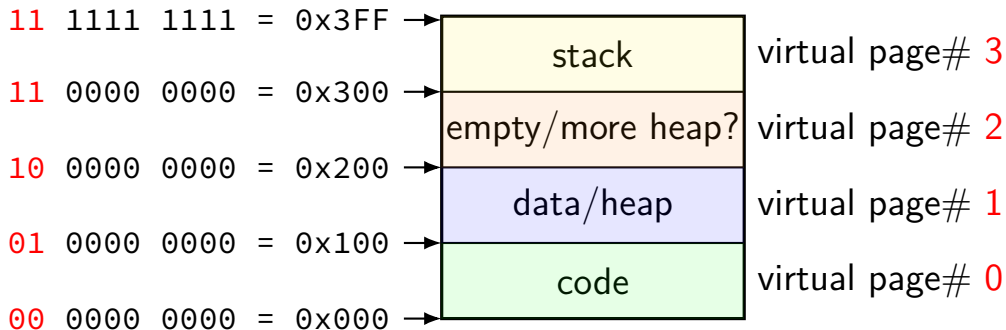 11 1111 1111 = 0x3FF
stack
virtual page# 3
11 0000 0000 = 0x300
empty/more heap?
virtual page# 2
10 0000 0000 = 0x200
data/heap
virtual page# 1
01 0000 0000 = 0x100
code
virtual page# 0
00 0000 0000 = 0x000